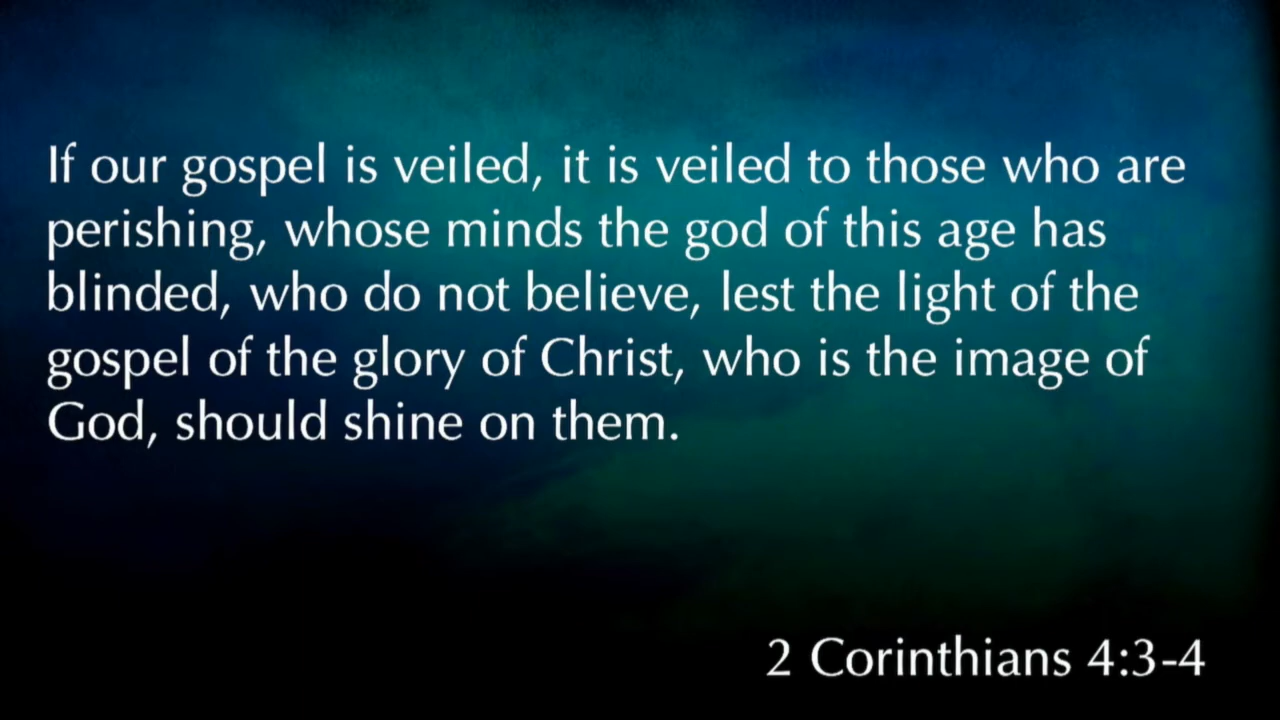 If our gospel is veiled, it is veiled to those who are
perishing, whose minds the god of this age has
blinded, who do not believe, lest the light of the
gospel of the glory of Christ, who is the image of
God, should shine on them.
2 Corinthians 4:3-4